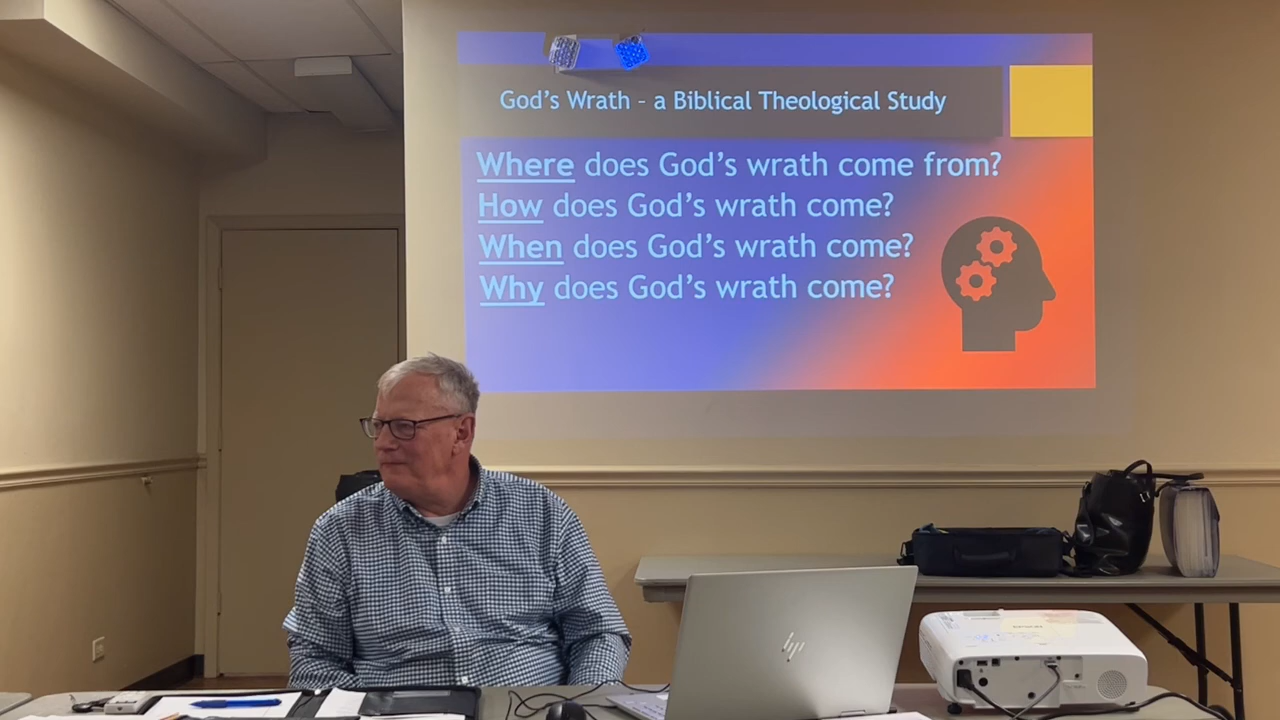 God's Wrath - a Biblical Theological Study
Where does God's wrath come from?
How does God's wrath come?
When does God's wrath come?
Why does God's wrath come?
hp
EPSON